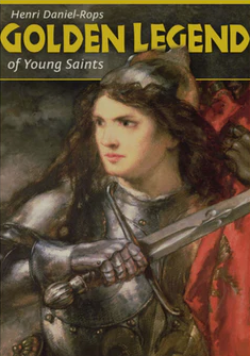 Henri Daniel-Rops
GOLDEN LEGEND
of Young Saints